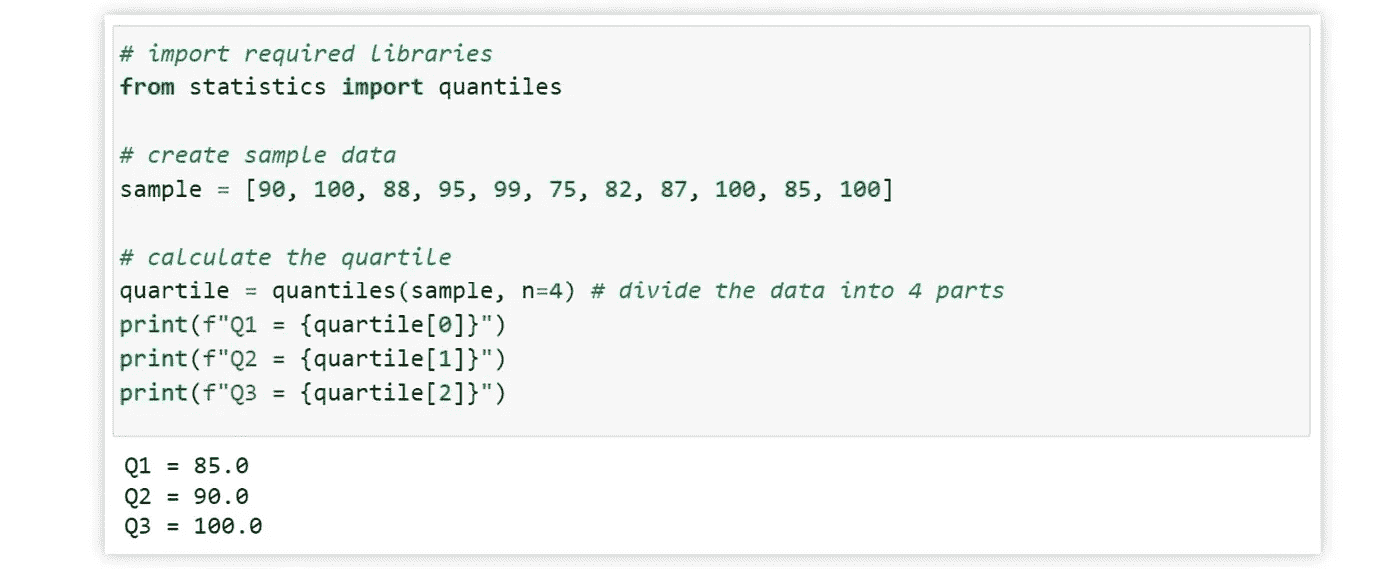 # import required libraries
from statistics import quantiles
# create sample data
sample = [90, 100, 88, 95, 99, 75, 82, 87, 100, 85, 100]
# calculate the quartile
quartile = quantiles(sample, n=4) # divide the data into 4 parts
print(f"Q1 = {quartile[0]}")
print(f"Q2 = {quartile[1]}")
print(f"Q3 = {quartile[2]}")
Q1 = 85.0
Q2 = 90.0
Q3 = 100.0